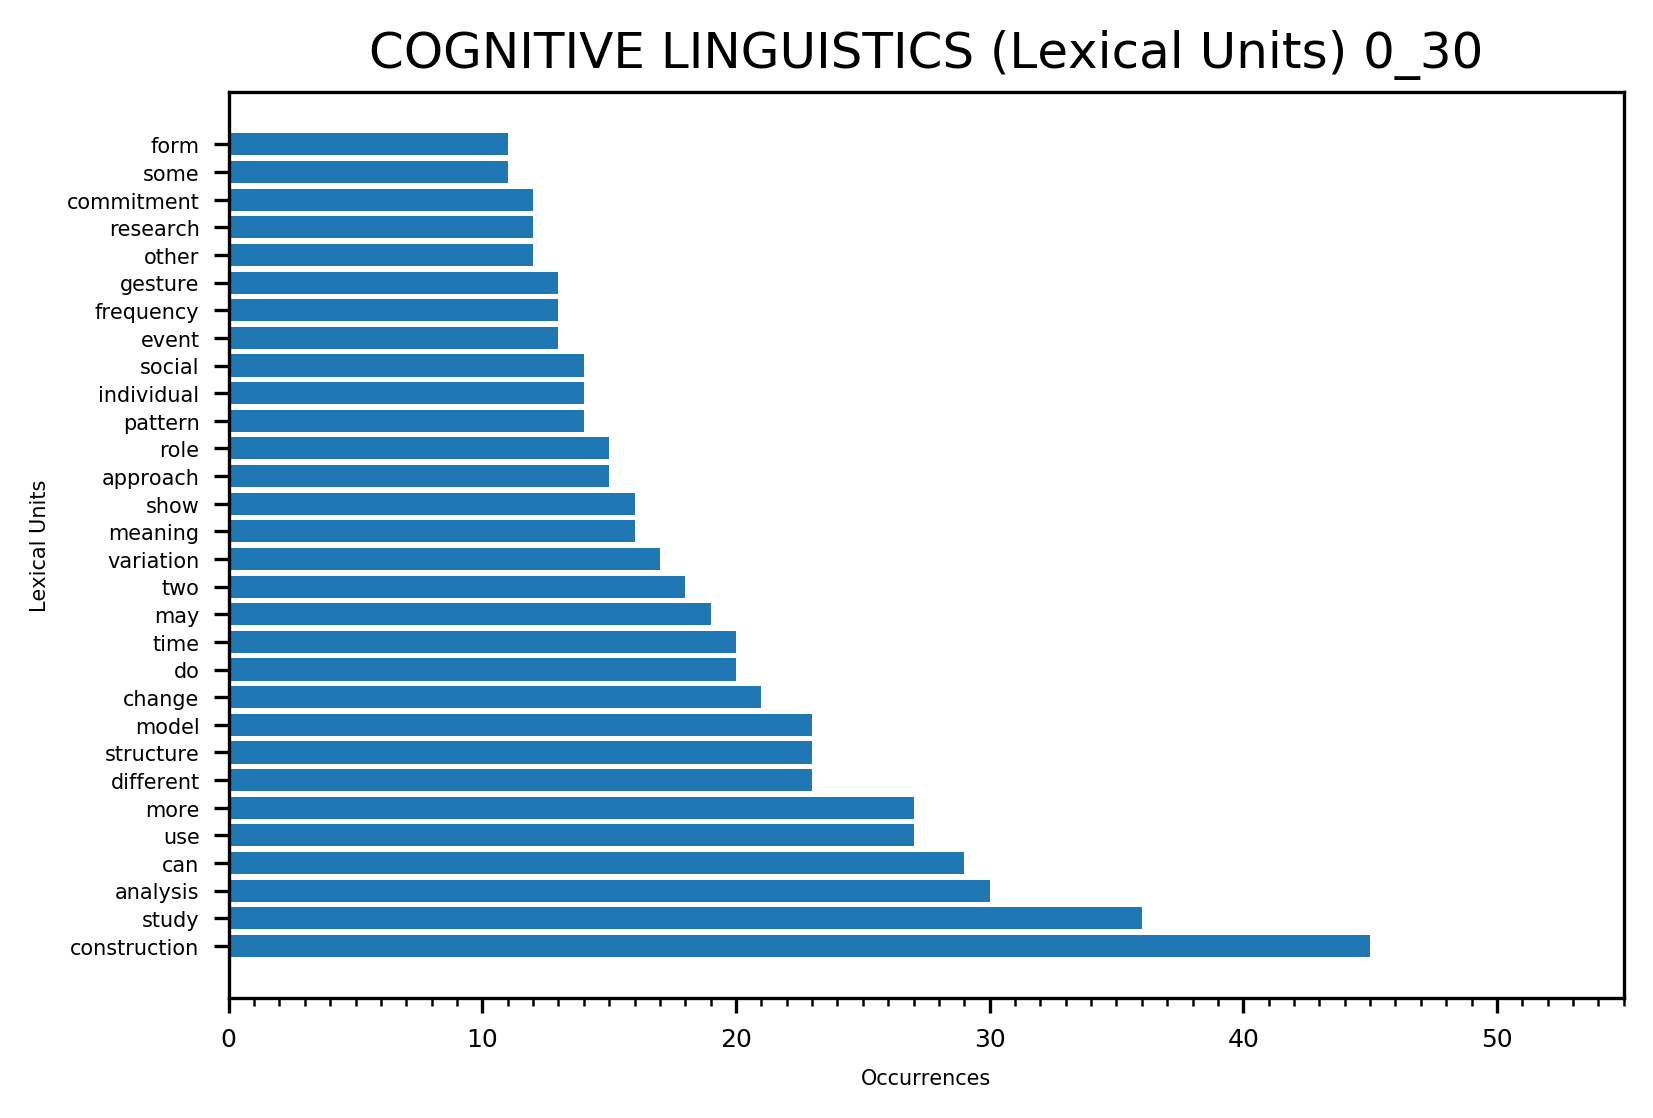 COGNITIVE LINGUISTICS (Lexical Units) 0_30
form
some
commitment
research
other
gesture
frequency
event
social
individual
pattern
role
approach
show
meaning
variation
two
may
time
do
change
model
structure
different
more
use
can
analysis
study
construction
Lexical Units
0 10 20 30 40 50
Occurrences